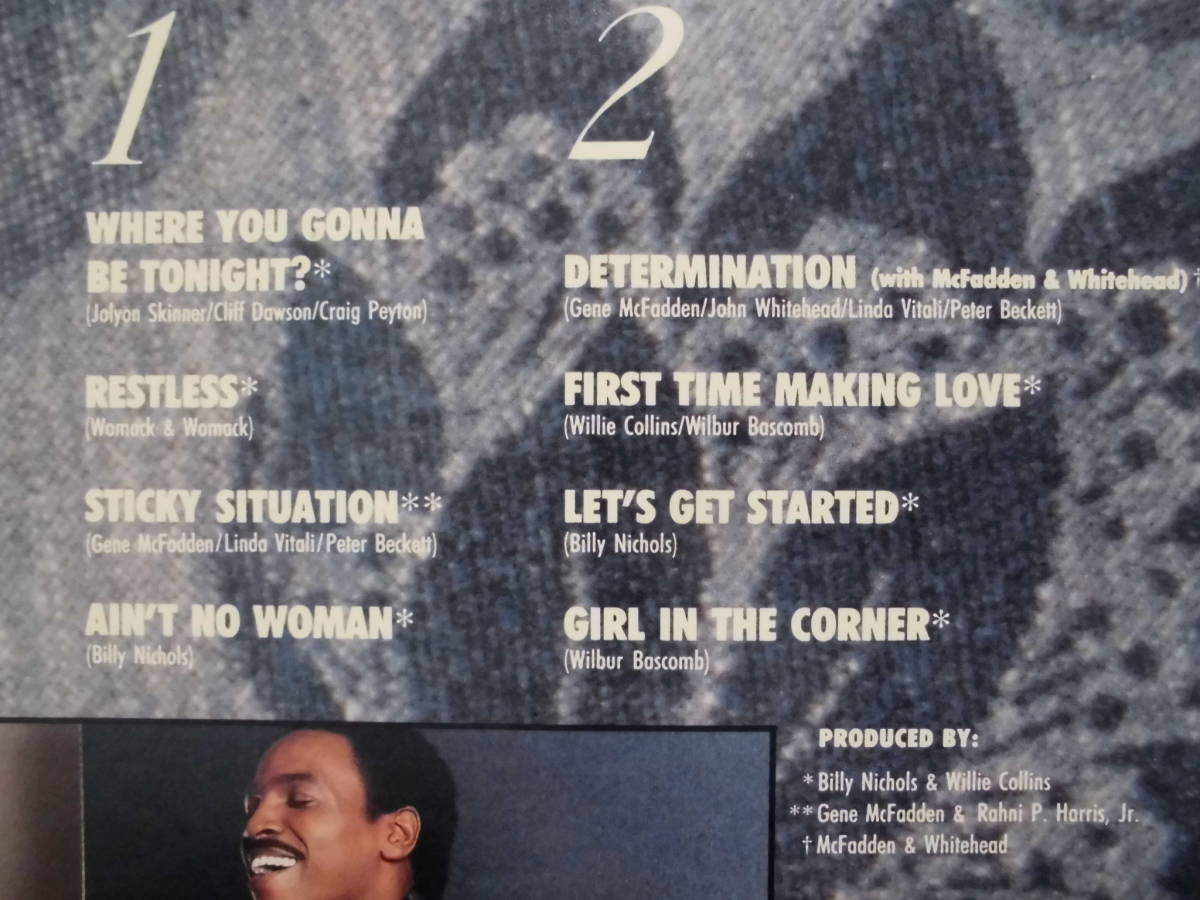 1
WHERE YOU GONNA
BE TONIGHT?*
(Jolyon Skinner/Cliff Dawson/Craig Peyton)
RESTLESS*
(Womack & Womack)
STICKY SITUATION**
(Gene McFadden/Linda Vitali/Peter Beckett)
AIN'T NO WOMAN*
(Billy Nichols)
2
DETERMINATION (with McFadden & Whitehead) †
(Gene McFadden/John Whitehead/Linda Vitali/Peter Beckett)
FIRST TIME MAKING LOVE*
(Willie Collins/Wilbur Bascomb)
LET'S GET STARTED*
(Billy Nichols)
GIRL IN THE CORNER*
(Wilbur Bascomb)
PRODUCED BY:
* Billy Nichols & Willie Collins
** Gene McFadden & Rahni P. Harris, Jr.
† McFadden & Whitehead